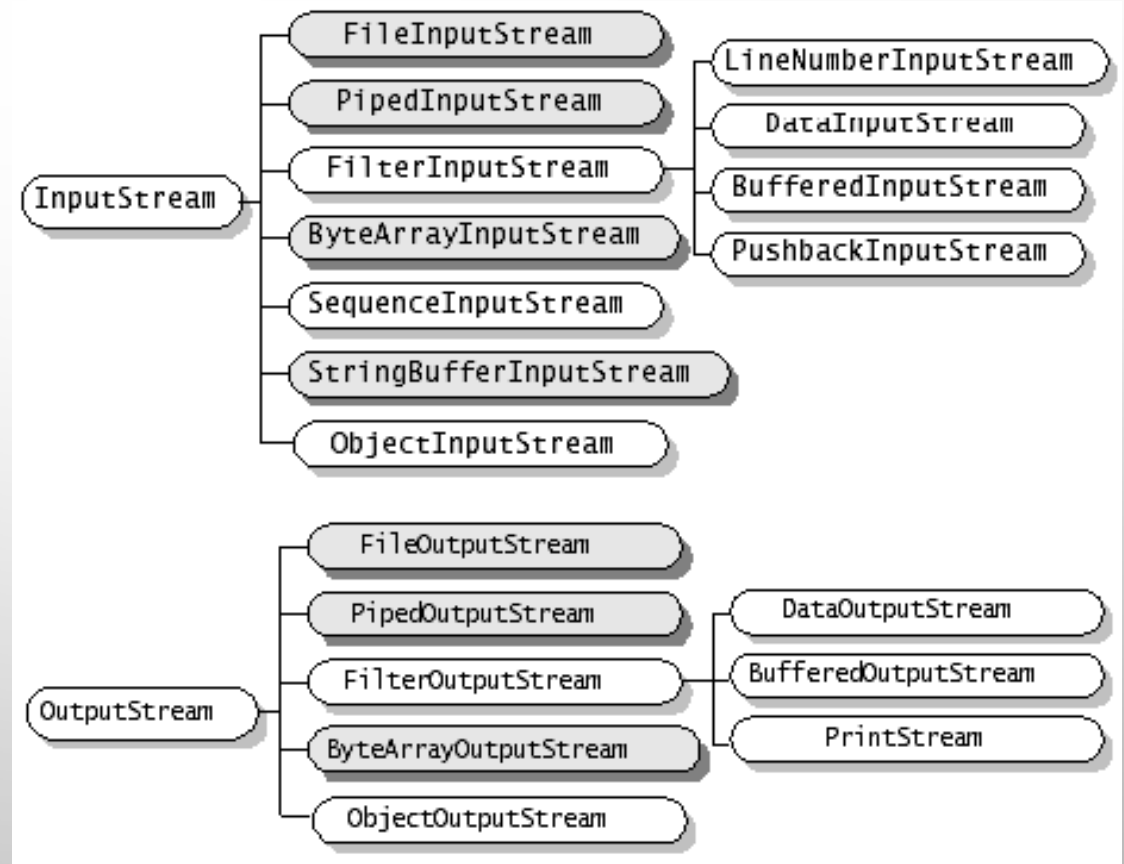 FileInputStream
LineNumberInputStream
PipedInputStream
DataInputStream
FilterInputStream
BufferedInputStream
InputStream
ByteArrayInputStream
PushbackInputStream
SequenceInputStream
StringBufferInputStream
ObjectInputStream
FileOutputStream
PipedOutputStream
DataOutputStream
FilterOutputStream
BufferedOutputStream
OutputStream
ByteArrayOutputStream
PrintStream
ObjectOutputStream